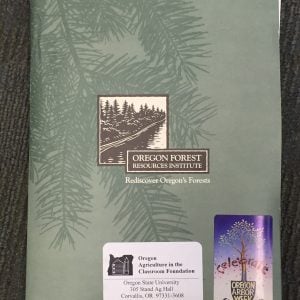 OREGON FOREST
RESOURCES INSTITUTE
Rediscover Oregon's Forests
Oregon
Agriculture in the
Classroom Foundation
Oregon State University
305 Strand Ag Hall
Corvallis, OR 97331-3608
celebrate
OREGON
ARBOR
WEEK